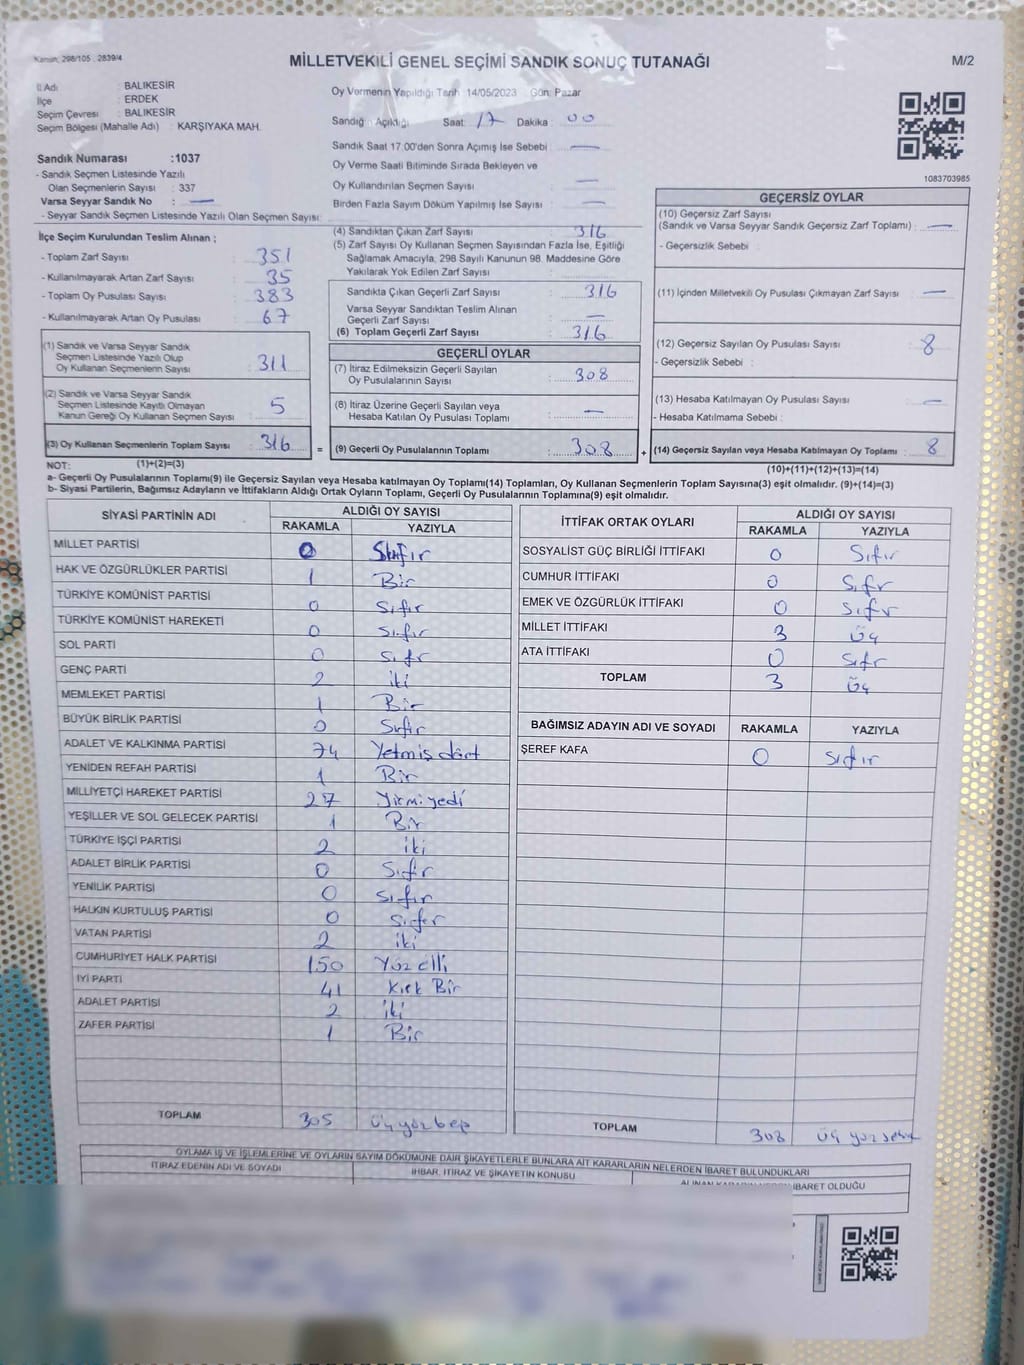 Kanun: 298/105 , 2839/4
MİLLETVEKİLİ GENEL SEÇİMİ SANDIK SONUÇ TUTANAĞI
M/2
İl Adı : BALIKESİR
İlçe : ERDEK
Seçim Çevresi : BALIKESİR
Seçim Bölgesi (Mahalle Adı) : KARŞIYAKA MAH.
Sandık Numarası :1037
- Sandık Seçmen Listesinde Yazılı
Olan Seçmenlerin Sayısı : 337
Varsa Seyyar Sandık No : —
- Seyyar Sandık Seçmen Listesinde Yazılı Olan Seçmen Sayısı:
Oy Vermenin Yapıldığı Tarih :14/05/2023 Gün: Pazar
Sandığın Açıldığı Saat: 17 Dakika : 00
Sandık Saat 17:00'den Sonra Açımış İse Sebebi : —
Oy Verme Saati Bitiminde Sırada Bekleyen ve
Oy Kullandırılan Seçmen Sayısı : —
Birden Fazla Sayım Döküm Yapılmış İse Sayısı : —
1083703985
İlçe Seçim Kurulundan Teslim Alınan ;
- Toplam Zarf Sayısı : 351
- Kullanılmayarak Artan Zarf Sayısı : 35
- Toplam Oy Pusulası Sayısı : 383
- Kullanılmayarak Artan Oy Pusulası : 67
(4) Sandıktan Çıkan Zarf Sayısı : 316
(5) Zarf Sayısı Oy Kullanan Seçmen Sayısından Fazla İse, Eşitliği
Sağlamak Amacıyla, 298 Sayılı Kanunun 98. Maddesine Göre
Yakılarak Yok Edilen Zarf Sayısı :
Sandıkta Çıkan Geçerli Zarf Sayısı : 316
Varsa Seyyar Sandıktan Teslim Alınan
Geçerli Zarf Sayısı : —
(6) Toplam Geçerli Zarf Sayısı : 316
GEÇERSİZ OYLAR
(10) Geçersiz Zarf Sayısı
(Sandık ve Varsa Seyyar Sandık Geçersiz Zarf Toplamı) : —
- Geçersizlik Sebebi :
(11) İçinden Milletvekili Oy Pusulası Çıkmayan Zarf Sayısı : —
(12) Geçersiz Sayılan Oy Pusulası Sayısı : 8
- Geçersizlik Sebebi :
(13) Hesaba Katılmayan Oy Pusulası Sayısı : —
- Hesaba Katılmama Sebebi :
(1) Sandık ve Varsa Seyyar Sandık
Seçmen Listesinde Yazılı Olup
Oy Kullanan Seçmenlerin Sayısı : 311
(2) Sandık ve Varsa Seyyar Sandık
Seçmen Listesinde Kayıtlı Olmayan
Kanun Gereği Oy Kullanan Seçmen Sayısı : 5
GEÇERLİ OYLAR
(7) İtiraz Edilmeksizin Geçerli Sayılan
Oy Pusulalarının Sayısı : 308
(8) İtiraz Üzerine Geçerli Sayılan veya
Hesaba Katılan Oy Pusulası Toplamı : —
(3) Oy Kullanan Seçmenlerin Toplam Sayısı : 316 = (9) Geçerli Oy Pusulalarının Toplamı : 308 + (14) Geçersiz Sayılan veya Hesaba Katılmayan Oy Toplamı : 8
NOT: (1)+(2)=(3) (10)+(11)+(12)+(13)=(14)
a- Geçerli Oy Pusulalarının Toplamı(9) ile Geçersiz Sayılan veya Hesaba katılmayan Oy Toplamı(14) Toplamları, Oy Kullanan Seçmenlerin Toplam Sayısına(3) eşit olmalıdır. (9)+(14)=(3)
b- Siyasi Partilerin, Bağımsız Adayların ve İttifakların Aldığı Ortak Oyların Toplamı, Geçerli Oy Pusulalarının Toplamına(9) eşit olmalıdır.
SİYASİ PARTİNİN ADI ALDIĞI OY SAYISI
RAKAMLA YAZIYLA
MİLLET PARTİSİ 0 Sıfır
HAK VE ÖZGÜRLÜKLER PARTİSİ 1 Bir
TÜRKİYE KOMÜNİST PARTİSİ 0 Sıfır
TÜRKİYE KOMÜNİST HAREKETİ 0 Sıfır
SOL PARTİ 0 Sıfr
GENÇ PARTİ 2 iki
MEMLEKET PARTİSİ 1 Bir
BÜYÜK BİRLİK PARTİSİ 0 Sıfır
ADALET VE KALKINMA PARTİSİ 74 Yetmiş dört
YENİDEN REFAH PARTİSİ 1 Bir
MİLLİYETÇİ HAREKET PARTİSİ 27 Yirmi yedi
YEŞİLLER VE SOL GELECEK PARTİSİ 1 Bir
TÜRKİYE İŞÇİ PARTİSİ 2 iki
ADALET BİRLİK PARTİSİ 0 Sıfır
YENİLİK PARTİSİ 0 Sıfır
HALKIN KURTULUŞ PARTİSİ 0 Sıfır
VATAN PARTİSİ 2 iki
CUMHURİYET HALK PARTİSİ 150 Yüz elli
İYİ PARTİ 41 Kırk Bir
ADALET PARTİSİ 2 iki
ZAFER PARTİSİ 1 Bir
TOPLAM 305 Üç yüz beş
İTTİFAK ORTAK OYLARI ALDIĞI OY SAYISI
RAKAMLA YAZIYLA
SOSYALİST GÜÇ BİRLİĞİ İTTİFAKI 0 Sıfır
CUMHUR İTTİFAKI 0 Sıfr
EMEK VE ÖZGÜRLÜK İTTİFAKI 0 Sıfır
MİLLET İTTİFAKI 3 Üç
ATA İTTİFAKI 0 Sıfr
TOPLAM 3 Üç
BAĞIMSIZ ADAYIN ADI VE SOYADI RAKAMLA YAZIYLA
ŞEREF KAFA 0 Sıfır
TOPLAM 308 Üç yüz sekiz
OYLAMA İŞ VE İŞLEMLERİNE VE OYLARIN SAYIM DÖKÜMÜNE DAİR ŞİKAYETLERLE BUNLARA AİT KARARLARIN NELERDEN İBARET BULUNDUKLARI
İTİRAZ EDENİN ADI VE SOYADI İHBAR, İTİRAZ VE ŞİKAYETİN KONUSU İBARET OLDUĞU